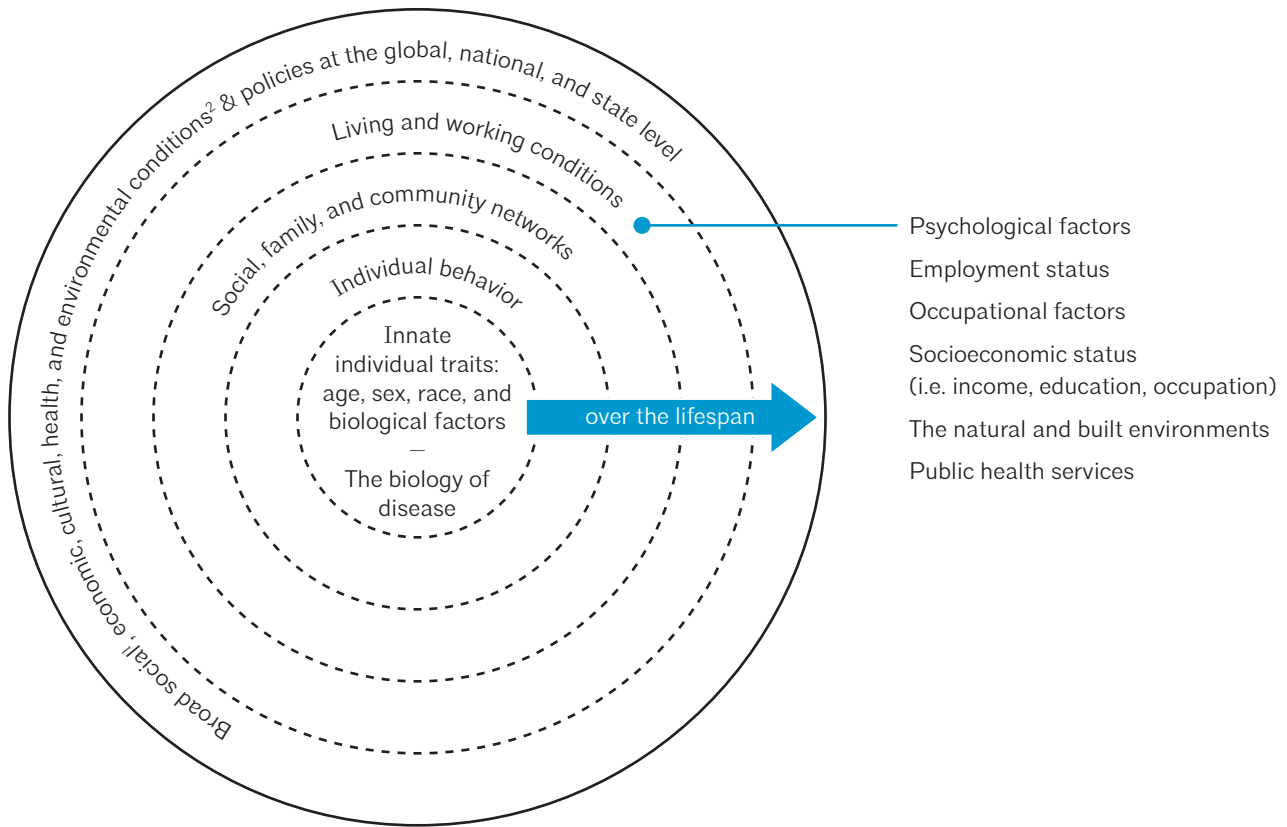 Broad social¹, economic, cultural, health, and environmental conditions² & policies at the global, national, and state level
Living and working conditions
Social, family, and community networks
Individual behavior
Innate
individual traits:
age, sex, race, and
biological factors
—
The biology of
disease
over the lifespan
Psychological factors
Employment status
Occupational factors
Socioeconomic status
(i.e. income, education, occupation)
The natural and built environments
Public health services